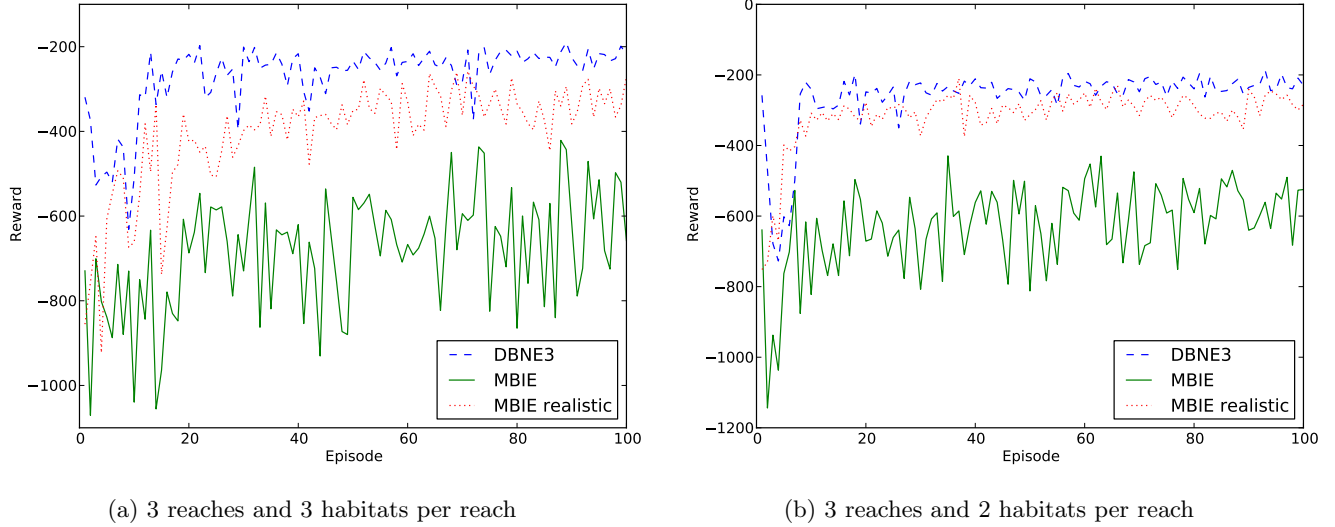 −200
−400
−600
−800
−1000
Reward
0 20 40 60 80 100
Episode
DBNE3
MBIE
MBIE realistic
(a) 3 reaches and 3 habitats per reach
0
−200
−400
−600
−800
−1000
−1200
Reward
0 20 40 60 80 100
Episode
DBNE3
MBIE
MBIE realistic
(b) 3 reaches and 2 habitats per reach